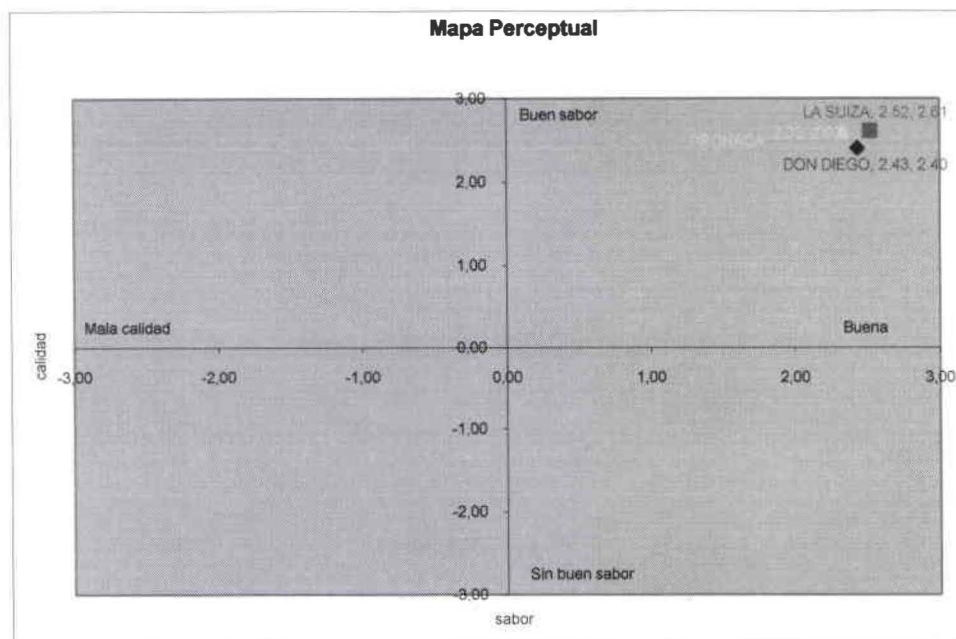 Mapa Perceptual
3,00
Buen sabor
LA SUIZA, 2.52, 2.61
PRONACA
DON DIEGO, 2.43, 2.40
2,00
1,00
Mala calidad
Buena
calidad
0,00
-3,00 -2,00 -1,00 0,00 1,00 2,00 3,00
-1,00
-2,00
Sin buen sabor
-3,00
sabor